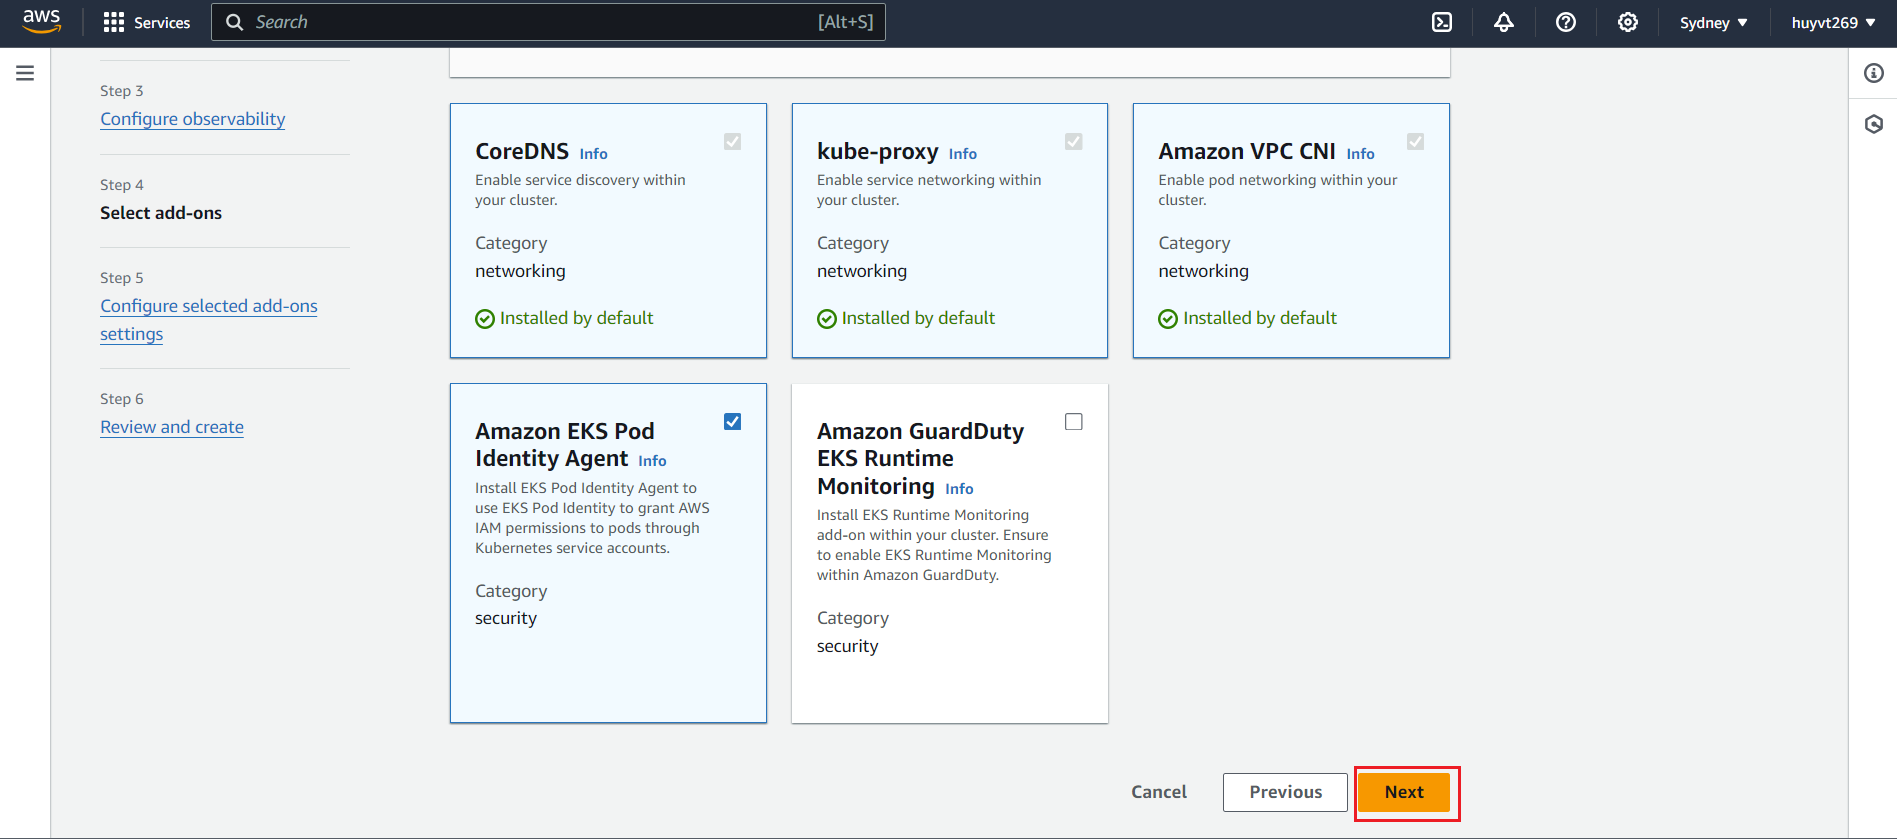 aws Services Search [Alt+S] Sydney huyvt269
Step 3
Configure observability
Step 4
Select add-ons
Step 5
Configure selected add-ons
settings
Step 6
Review and create
CoreDNS Info
Enable service discovery within
your cluster.
Category
networking
Installed by default
kube-proxy Info
Enable service networking within
your cluster.
Category
networking
Installed by default
Amazon VPC CNI Info
Enable pod networking within your
cluster.
Category
networking
Installed by default
Amazon EKS Pod
Identity Agent Info
Install EKS Pod Identity Agent to
use EKS Pod Identity to grant AWS
IAM permissions to pods through
Kubernetes service accounts.
Category
security
Amazon GuardDuty
EKS Runtime
Monitoring Info
Install EKS Runtime Monitoring
add-on within your cluster. Ensure
to enable EKS Runtime Monitoring
within Amazon GuardDuty.
Category
security
Cancel Previous Next